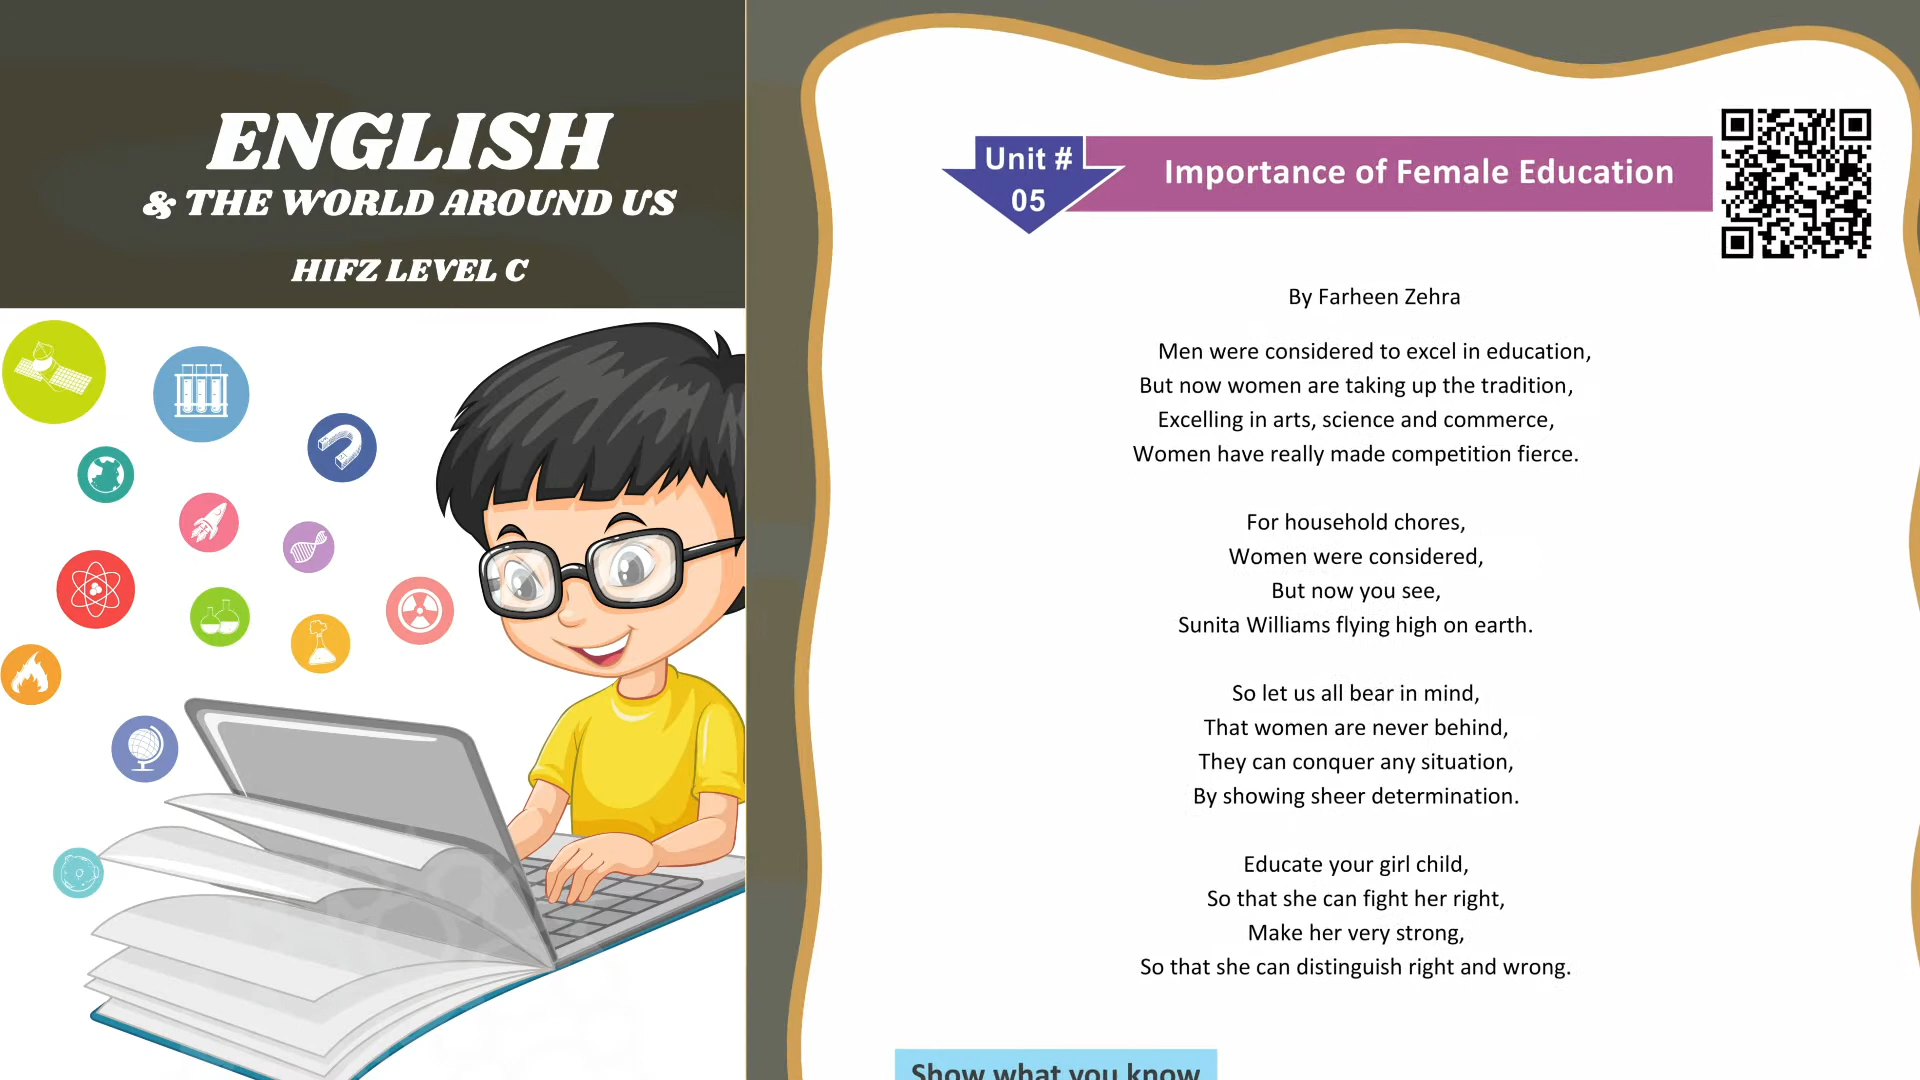 ENGLISH
& THE WORLD AROUND US
HIFZ LEVEL C
Unit #
05
Importance of Female Education
By Farheen Zehra
Men were considered to excel in education,
But now women are taking up the tradition,
Excelling in arts, science and commerce,
Women have really made competition fierce.
For household chores,
Women were considered,
But now you see,
Sunita Williams flying high on earth.
So let us all bear in mind,
That women are never behind,
They can conquer any situation,
By showing sheer determination.
Educate your girl child,
So that she can fight her right,
Make her very strong,
So that she can distinguish right and wrong.
Show what you know